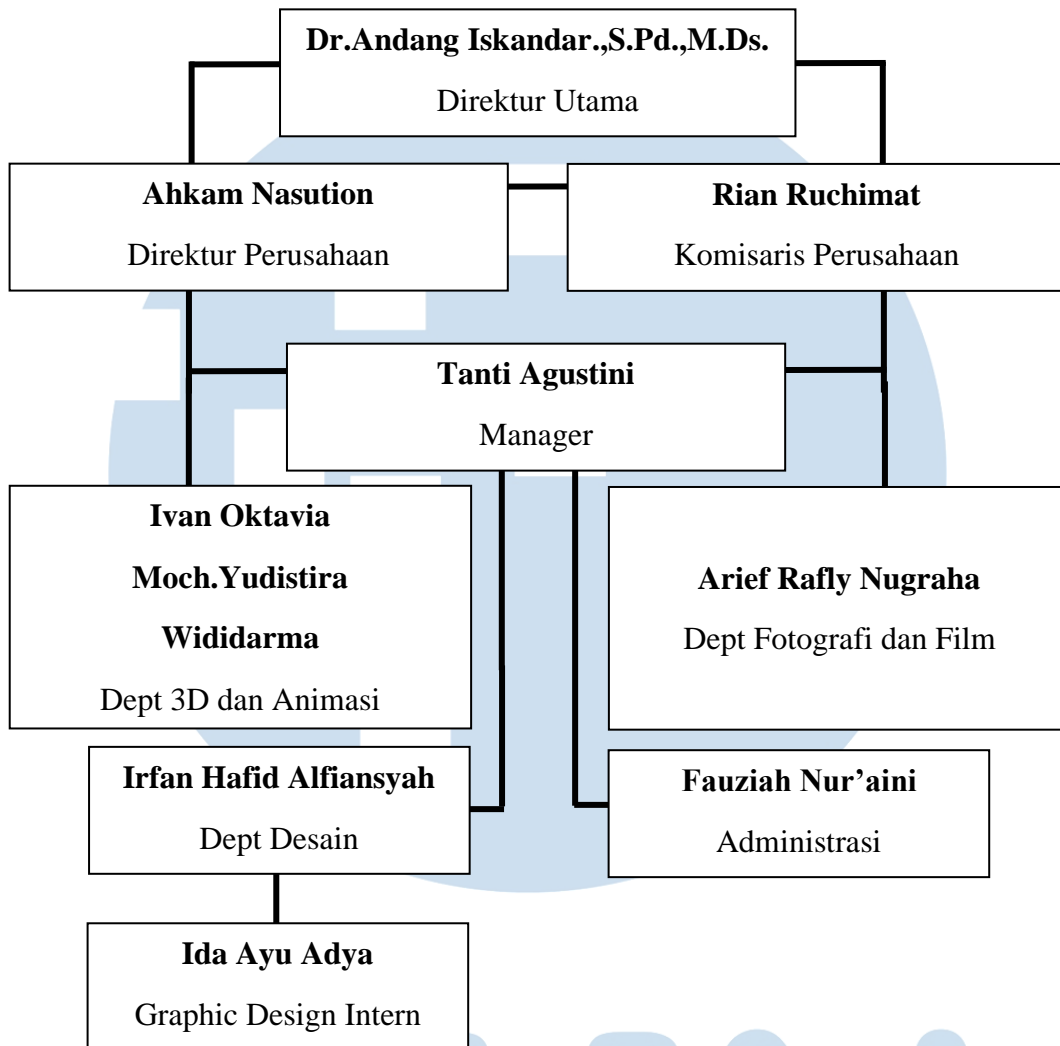 Dr.Andang Iskandar.,S.Pd.,M.Ds.
Direktur Utama
Ahkam Nasution
Direktur Perusahaan
Rian Ruchimat
Komisaris Perusahaan
Tanti Agustini
Manager
Ivan Oktavia
Moch.Yudistira
Wididarma
Dept 3D dan Animasi
Arief Rafly Nugraha
Dept Fotografi dan Film
Irfan Hafid Alfiansyah
Dept Desain
Fauziah Nur’aini
Administrasi
Ida Ayu Adya
Graphic Design Intern